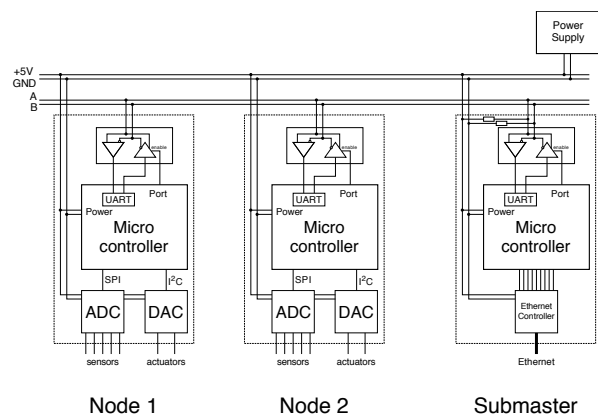 Power
Supply
+5V
GND
A
B
enable
UART
Port
Power
Micro
controller
SPI
I²C
ADC
DAC
sensors
actuators
Node 1
enable
UART
Port
Power
Micro
controller
SPI
I²C
ADC
DAC
sensors
actuators
Node 2
enable
UART
Port
Power
Micro
controller
Ethernet
Controller
Ethernet
Submaster